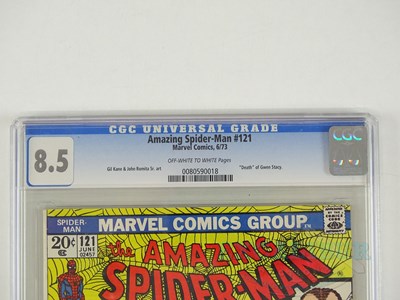 CGC UNIVERSAL GRADE
8.5
Amazing Spider-Man #121
Marvel Comics, 6/73
OFF-WHITE TO WHITE Pages
Gil Kane & John Romita Sr. art
"Death" of Gwen Stacy.
0080590018
CGC
SPIDER-MAN
MARVEL COMICS GROUP
20¢
121
JUNE
02457
the AMAZING
SPIDER-MAN